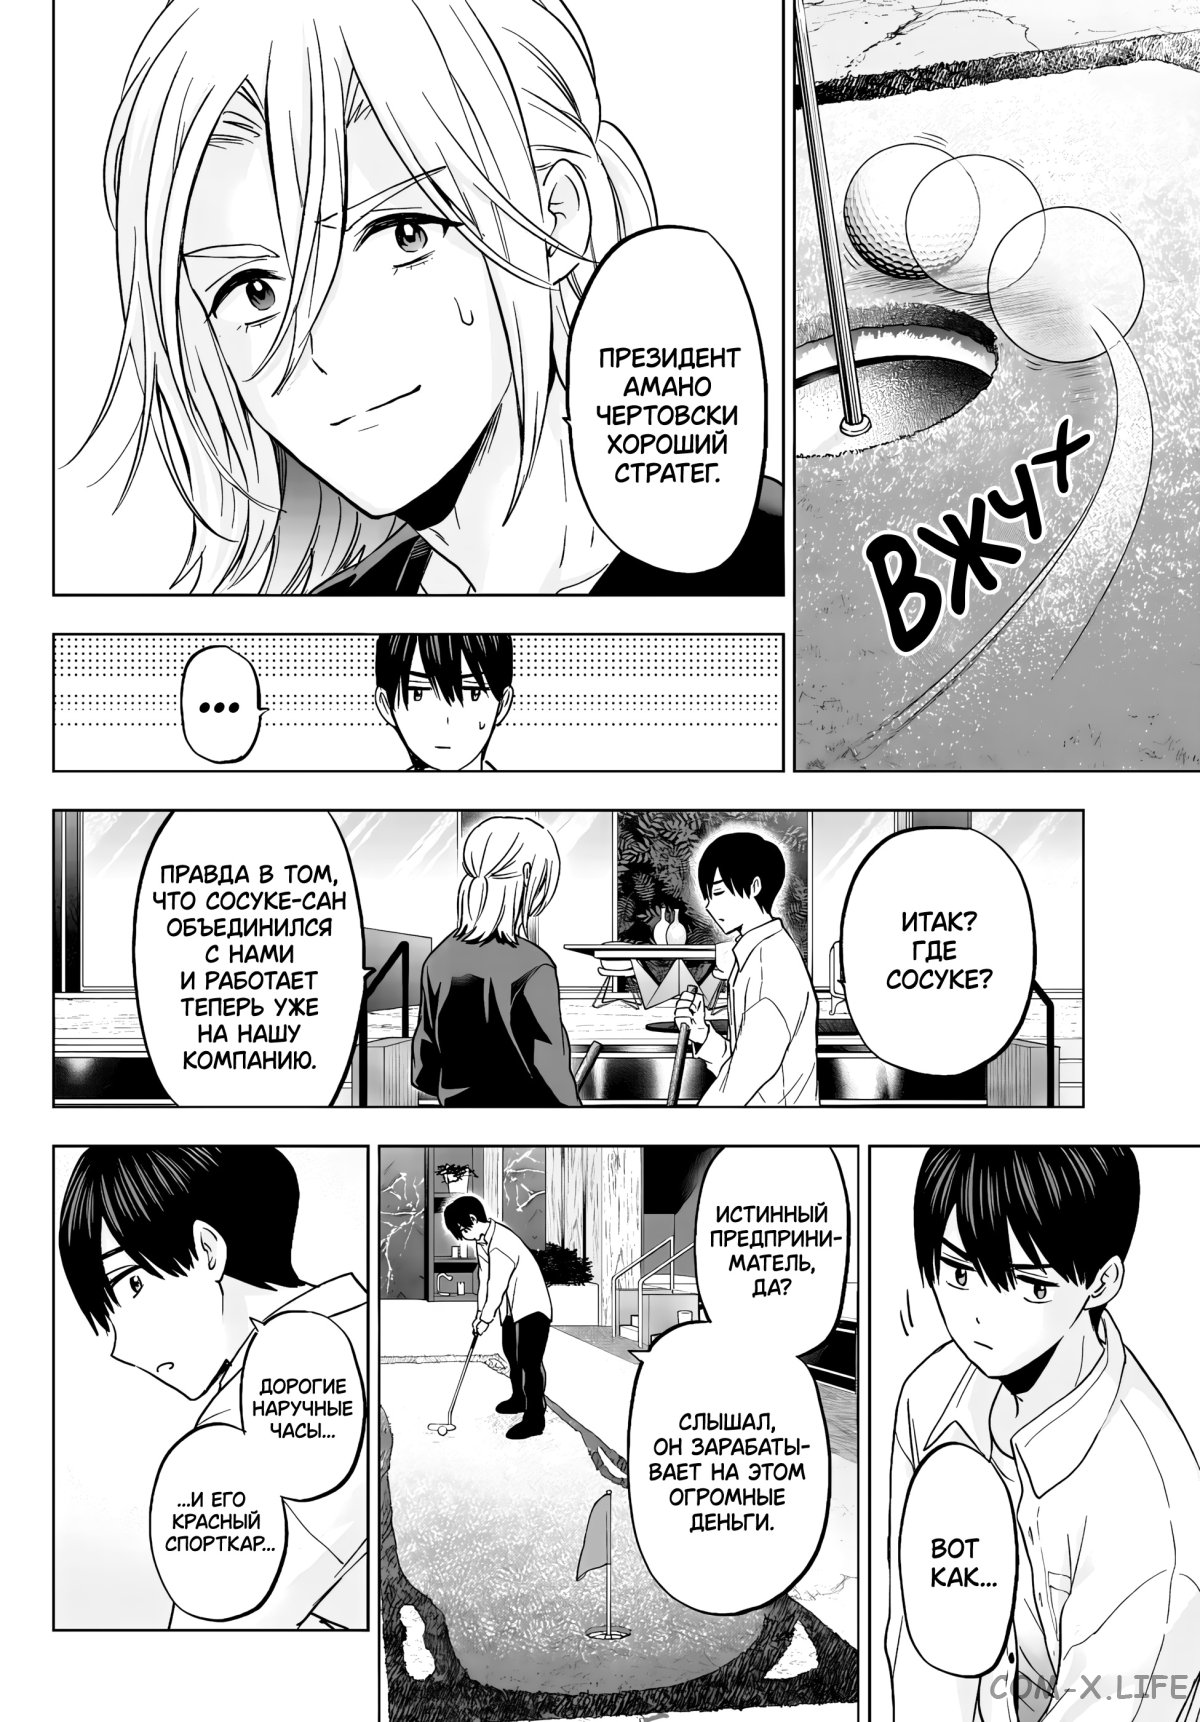 ВЖУХ
ПРЕЗИДЕНТ
АМАНО
ЧЕРТОВСКИ
ХОРОШИЙ
СТРАТЕГ.
...
ИТАК?
ГДЕ
СОСУКЕ?
ПРАВДА В ТОМ,
ЧТО СОСУКЕ-САН
ОБЪЕДИНИЛСЯ
С НАМИ
И РАБОТАЕТ
ТЕПЕРЬ УЖЕ
НА НАШУ
КОМПАНИЮ.
ВОТ
КАК...
ИСТИННЫЙ
ПРЕДПРИНИ-
МАТЕЛЬ,
ДА?
СЛЫШАЛ,
ОН ЗАРАБАТЫ-
ВАЕТ НА ЭТОМ
ОГРОМНЫЕ
ДЕНЬГИ.
ДОРОГИЕ
НАРУЧНЫЕ
ЧАСЫ...
...И ЕГО
КРАСНЫЙ
СПОРТКАР...
COM-X.LIFE